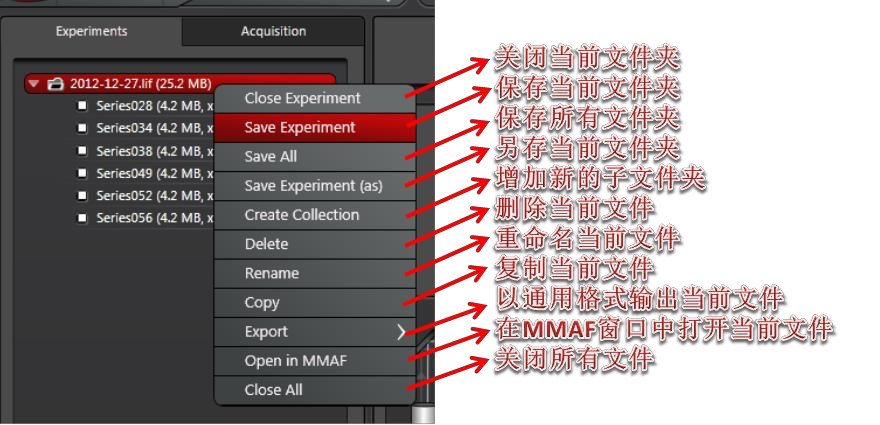 Experiments
Acquisition
2012-12-27.lif (25.2 MB)
Series028 (4.2 MB, x
Series034 (4.2 MB, x
Series038 (4.2 MB, x
Series049 (4.2 MB, x
Series052 (4.2 MB, x
Series056 (4.2 MB, x
Close Experiment
Save Experiment
Save All
Save Experiment (as)
Create Collection
Delete
Rename
Copy
Export
Open in MMAF
Close All
关闭当前文件夹
保存当前文件夹
保存所有文件夹
另存当前文件夹
增加新的子文件夹
删除当前文件
重命名当前文件
复制当前文件
以通用格式输出当前文件
在MMAF窗口中打开当前文件
关闭所有文件